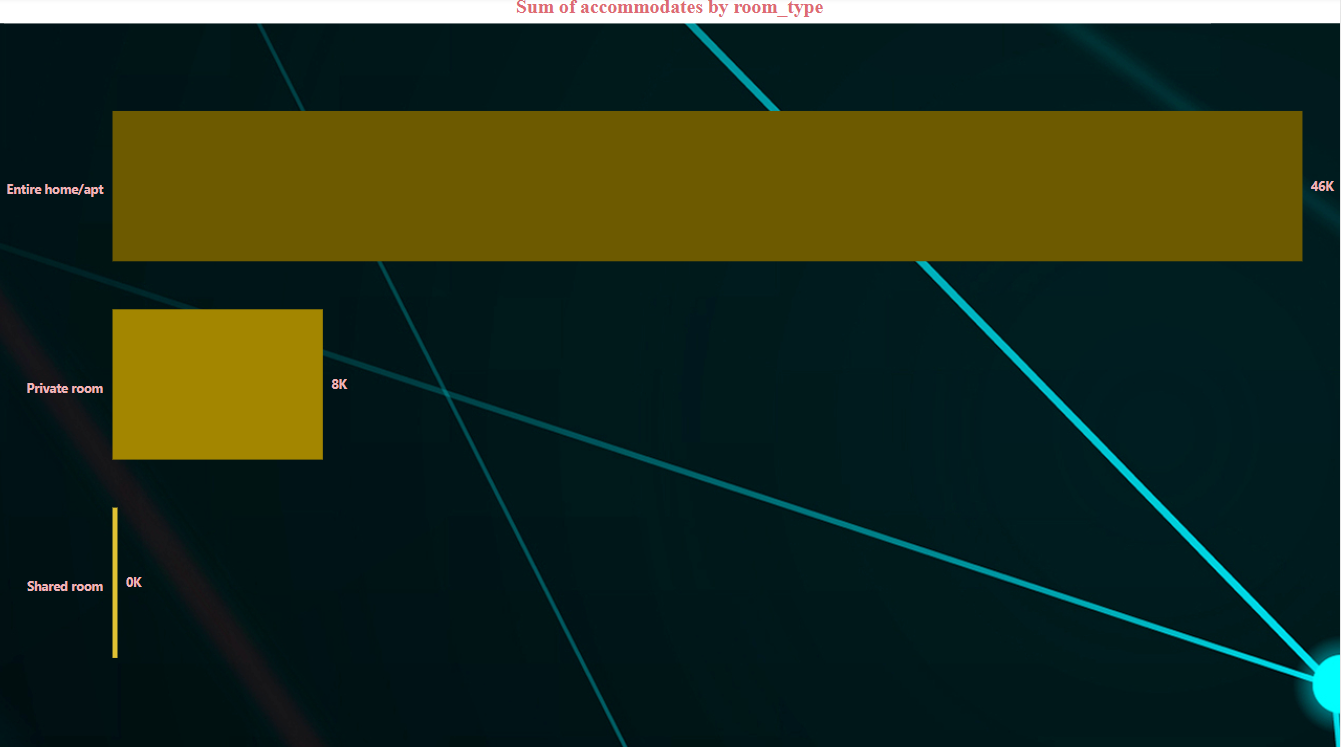 Sum of accommodates by room_type
Entire home/apt 46K
Private room 8K
Shared room 0K